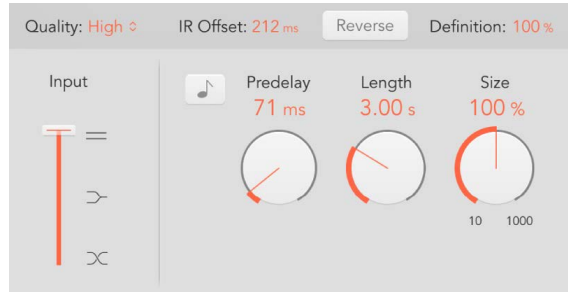 Quality: High IR Offset: 212 ms Reverse Definition: 100 %
Input
Predelay Length Size
71 ms 3.00 s 100 %
10 1000